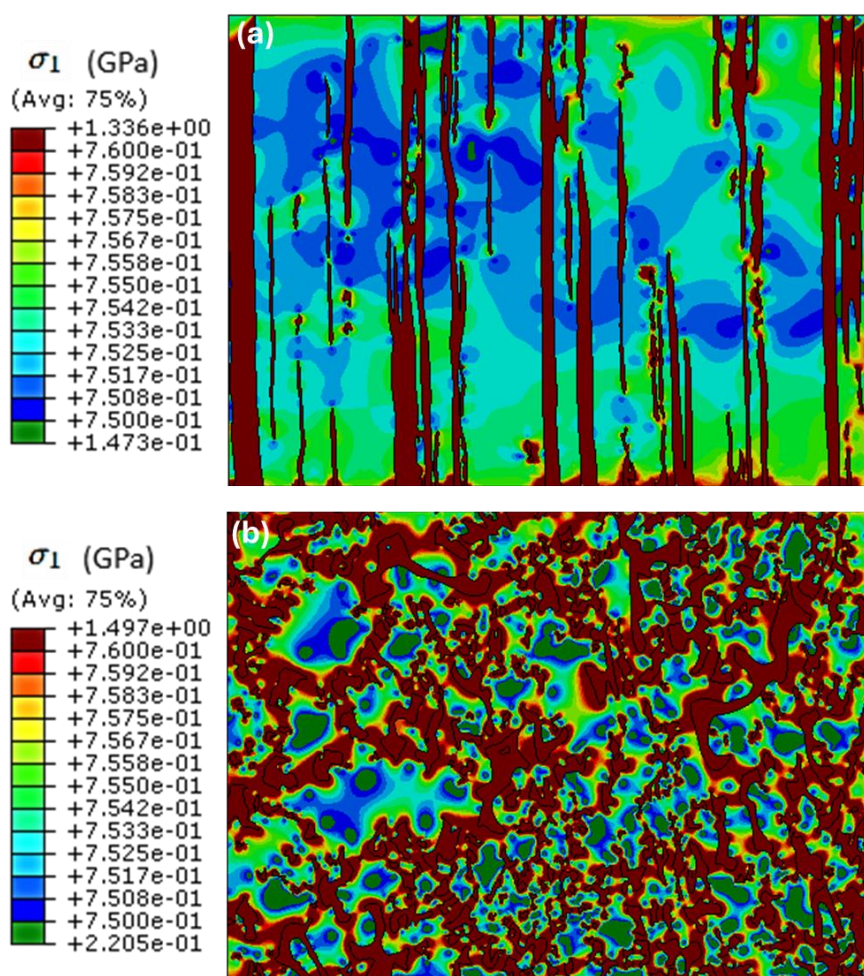 (a)
σ1 (GPa)
(Avg: 75%)
+1.336e+00
+7.600e-01
+7.592e-01
+7.583e-01
+7.575e-01
+7.567e-01
+7.558e-01
+7.550e-01
+7.542e-01
+7.533e-01
+7.525e-01
+7.517e-01
+7.508e-01
+7.500e-01
+1.473e-01
(b)
σ1 (GPa)
(Avg: 75%)
+1.497e+00
+7.600e-01
+7.592e-01
+7.583e-01
+7.575e-01
+7.567e-01
+7.558e-01
+7.550e-01
+7.542e-01
+7.533e-01
+7.525e-01
+7.517e-01
+7.508e-01
+7.500e-01
+2.205e-01